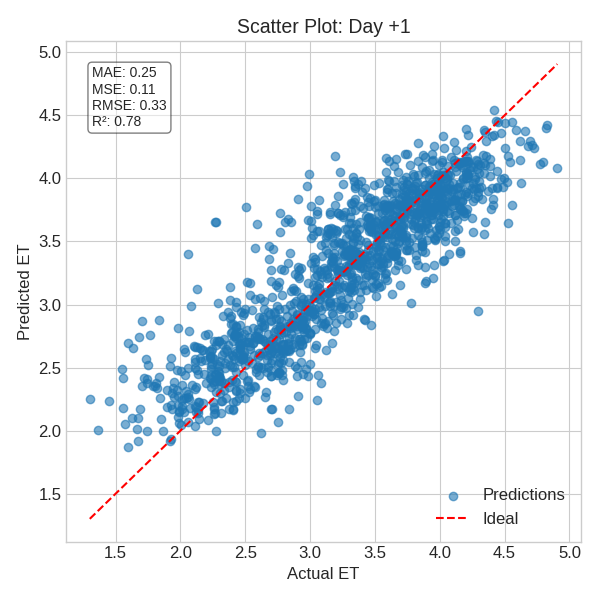 Scatter Plot: Day +1
MAE: 0.25
MSE: 0.11
RMSE: 0.33
R²: 0.78
5.0
4.5
4.0
3.5
3.0
2.5
2.0
1.5
Predicted ET
Predictions
Ideal
1.5 2.0 2.5 3.0 3.5 4.0 4.5 5.0
Actual ET